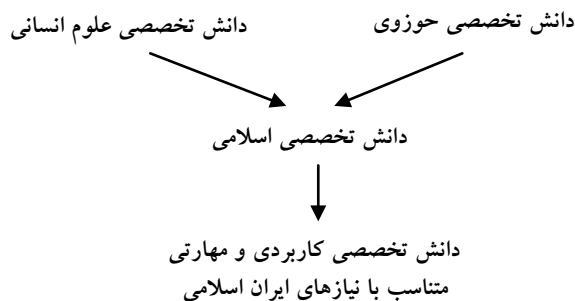 دانش تخصصی حوزوی
دانش تخصصی علوم انسانی
دانش تخصصی اسلامی
دانش تخصصی کاربردی و مهارتی
متناسب با نیازهای ایران اسلامی